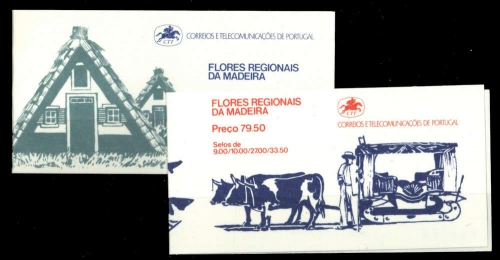 CTT
CORREIOS E TELECOMUNICAÇÕES DE PORTUGAL
FLORES REGIONAIS
DA MADEIRA
FLORES REGIONAIS
DA MADEIRA
Preço 79.50
Selos de
9.00/10.00/27.00/33.50
CTT
CORREIOS E TELECOMUNICAÇÕES DE PORTUGAL